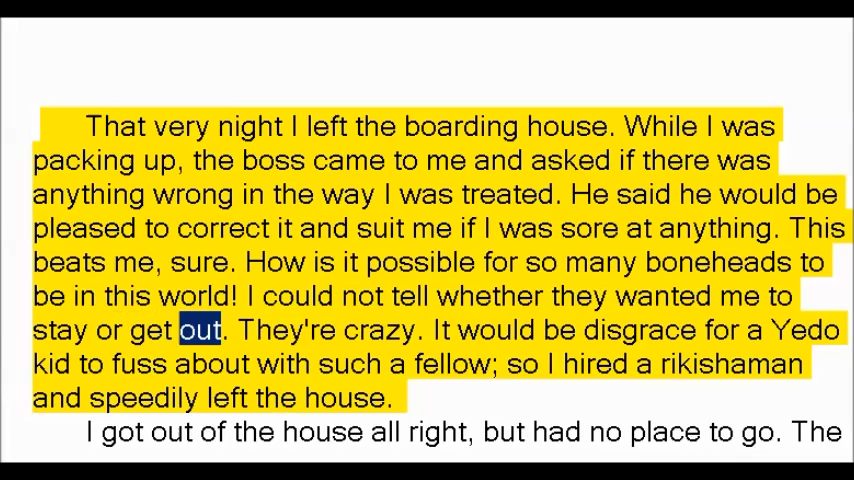 That very night I left the boarding house. While I was
packing up, the boss came to me and asked if there was
anything wrong in the way I was treated. He said he would be
pleased to correct it and suit me if I was sore at anything. This
beats me, sure. How is it possible for so many boneheads to
be in this world! I could not tell whether they wanted me to
stay or get out. They're crazy. It would be disgrace for a Yedo
kid to fuss about with such a fellow; so I hired a rikishaman
and speedily left the house.
I got out of the house all right, but had no place to go. The